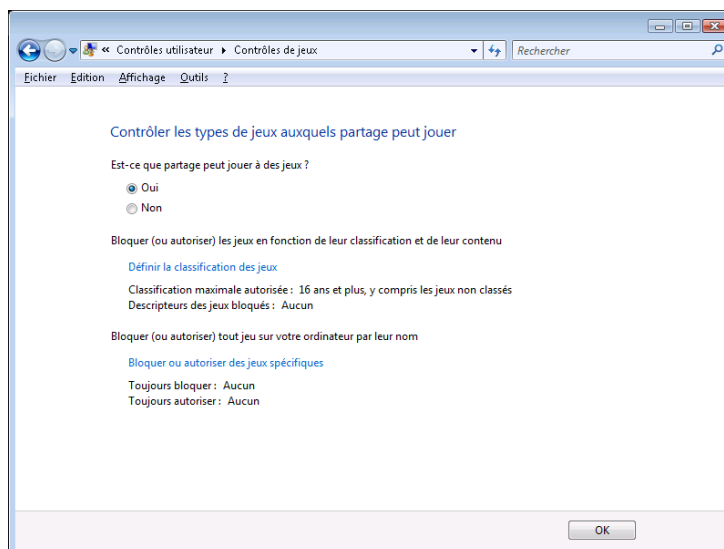 « Contrôles utilisateur Contrôles de jeux Rechercher
Fichier Edition Affichage Outils ?
Contrôler les types de jeux auxquels partage peut jouer
Est-ce que partage peut jouer à des jeux ?
Oui
Non
Bloquer (ou autoriser) les jeux en fonction de leur classification et de leur contenu
Définir la classification des jeux
Classification maximale autorisée : 16 ans et plus, y compris les jeux non classés
Descripteurs des jeux bloqués : Aucun
Bloquer (ou autoriser) tout jeu sur votre ordinateur par leur nom
Bloquer ou autoriser des jeux spécifiques
Toujours bloquer : Aucun
Toujours autoriser : Aucun
OK